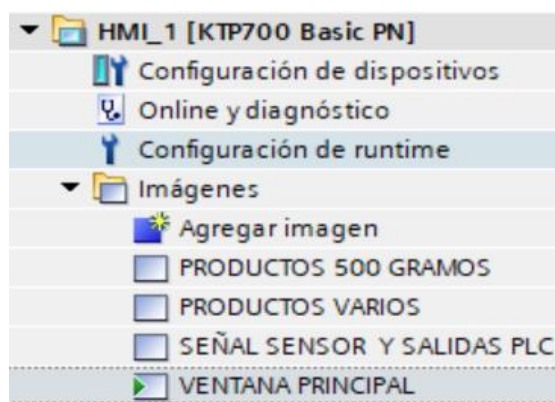 HMI_1 [KTP700 Basic PN]
Configuración de dispositivos
Online y diagnóstico
Configuración de runtime
Imágenes
Agregar imagen
PRODUCTOS 500 GRAMOS
PRODUCTOS VARIOS
SEÑAL SENSOR Y SALIDAS PLC
VENTANA PRINCIPAL